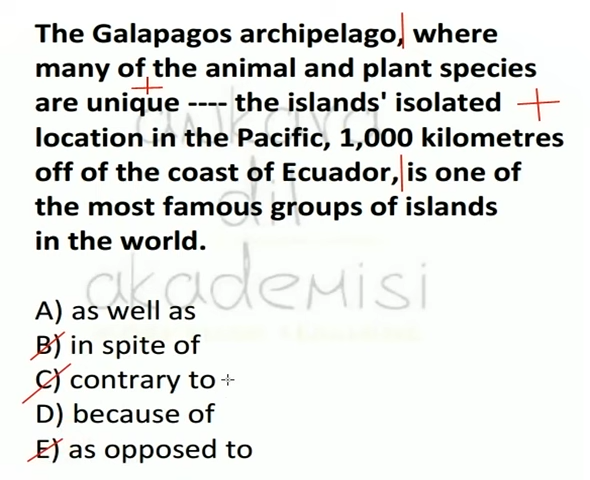 The Galapagos archipelago, where
many of the animal and plant species
are unique ---- the islands' isolated
location in the Pacific, 1,000 kilometres
off of the coast of Ecuador, is one of
the most famous groups of islands
in the world.
A) as well as
B) in spite of
C) contrary to
D) because of
E) as opposed to
ankara
dil
akademisi